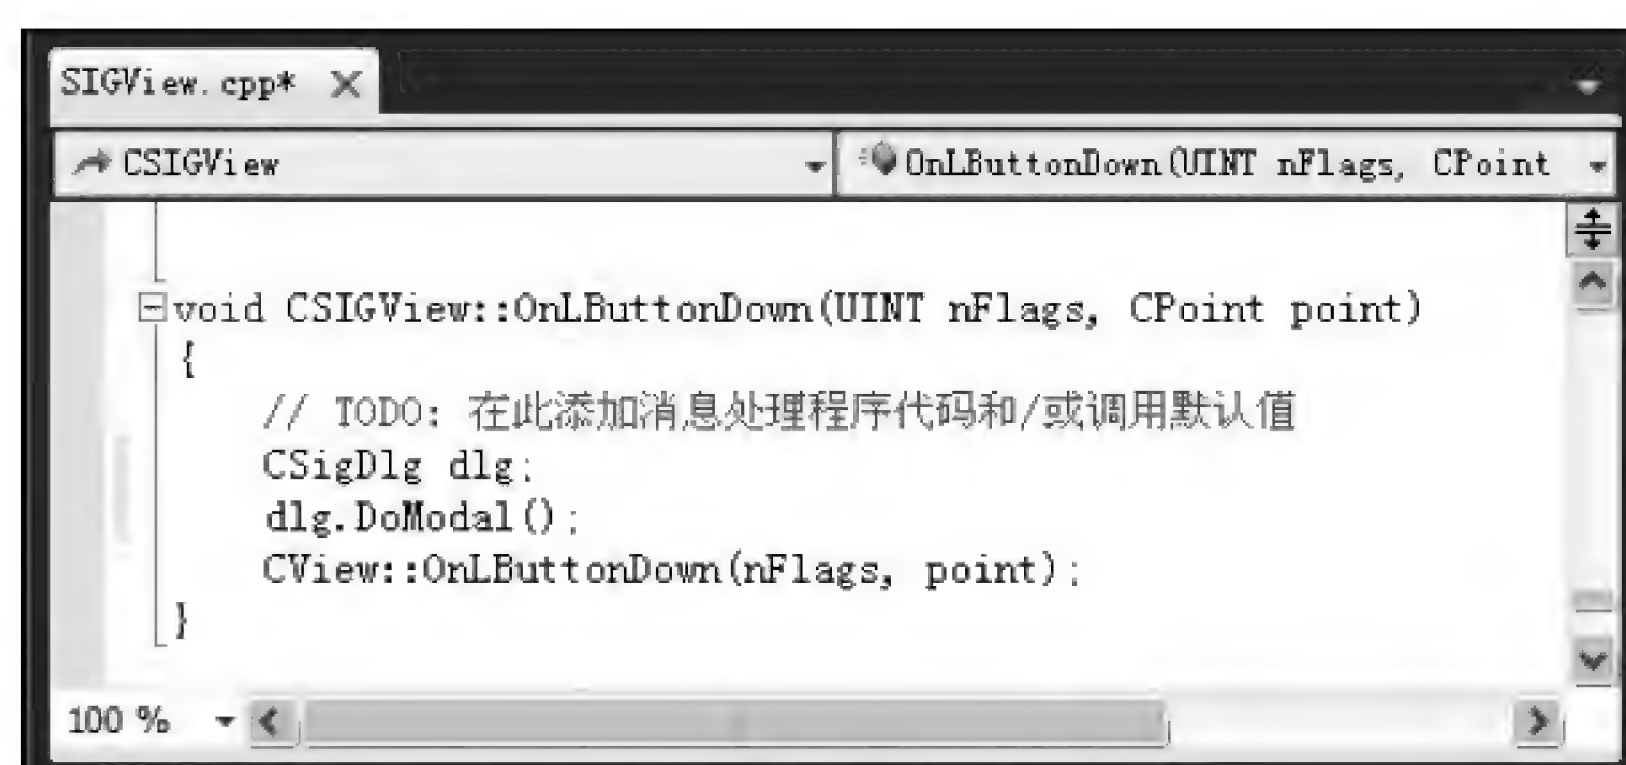 SIGView.cpp*
CSIGView
OnLButtonDown(UINT nFlags, CPoint
void CSIGView::OnLButtonDown(UINT nFlags, CPoint point)
{
// TODO: 在此添加消息处理程序代码和/或调用默认值
CSigDlg dlg;
dlg.DoModal();
CView::OnLButtonDown(nFlags, point);
}
100 %